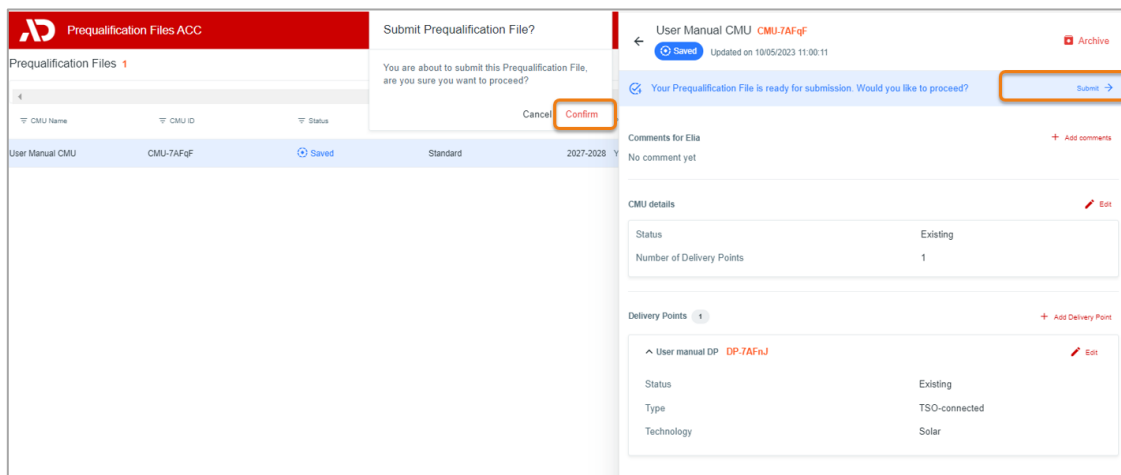 Prequalification Files ACC
Prequalification Files 1
CMU Name
CMU ID
Status
User Manual CMU
CMU-7AFqF
Saved
Standard
2027-2028
Submit Prequalification File?
You are about to submit this Prequalification File,
are you sure you want to proceed?
Cancel
Confirm
User Manual CMU CMU-7AFqF
Saved
Updated on 10/05/2023 11:00:11
Archive
Your Prequalification File is ready for submission. Would you like to proceed?
Submit
Comments for Elia
Add comments
No comment yet
CMU details
Edit
Status
Existing
Number of Delivery Points
1
Delivery Points 1
Add Delivery Point
User manual DP DP-7AFnJ
Edit
Status
Existing
Type
TSO-connected
Technology
Solar